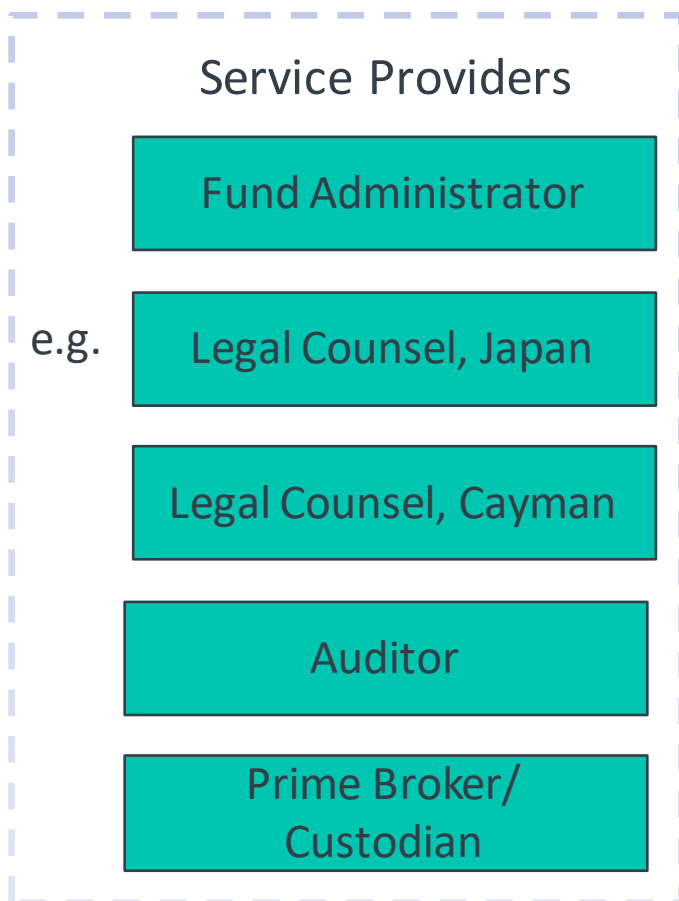 Service Providers
Fund Administrator
e.g.
Legal Counsel, Japan
Legal Counsel, Cayman
Auditor
Prime Broker/
Custodian